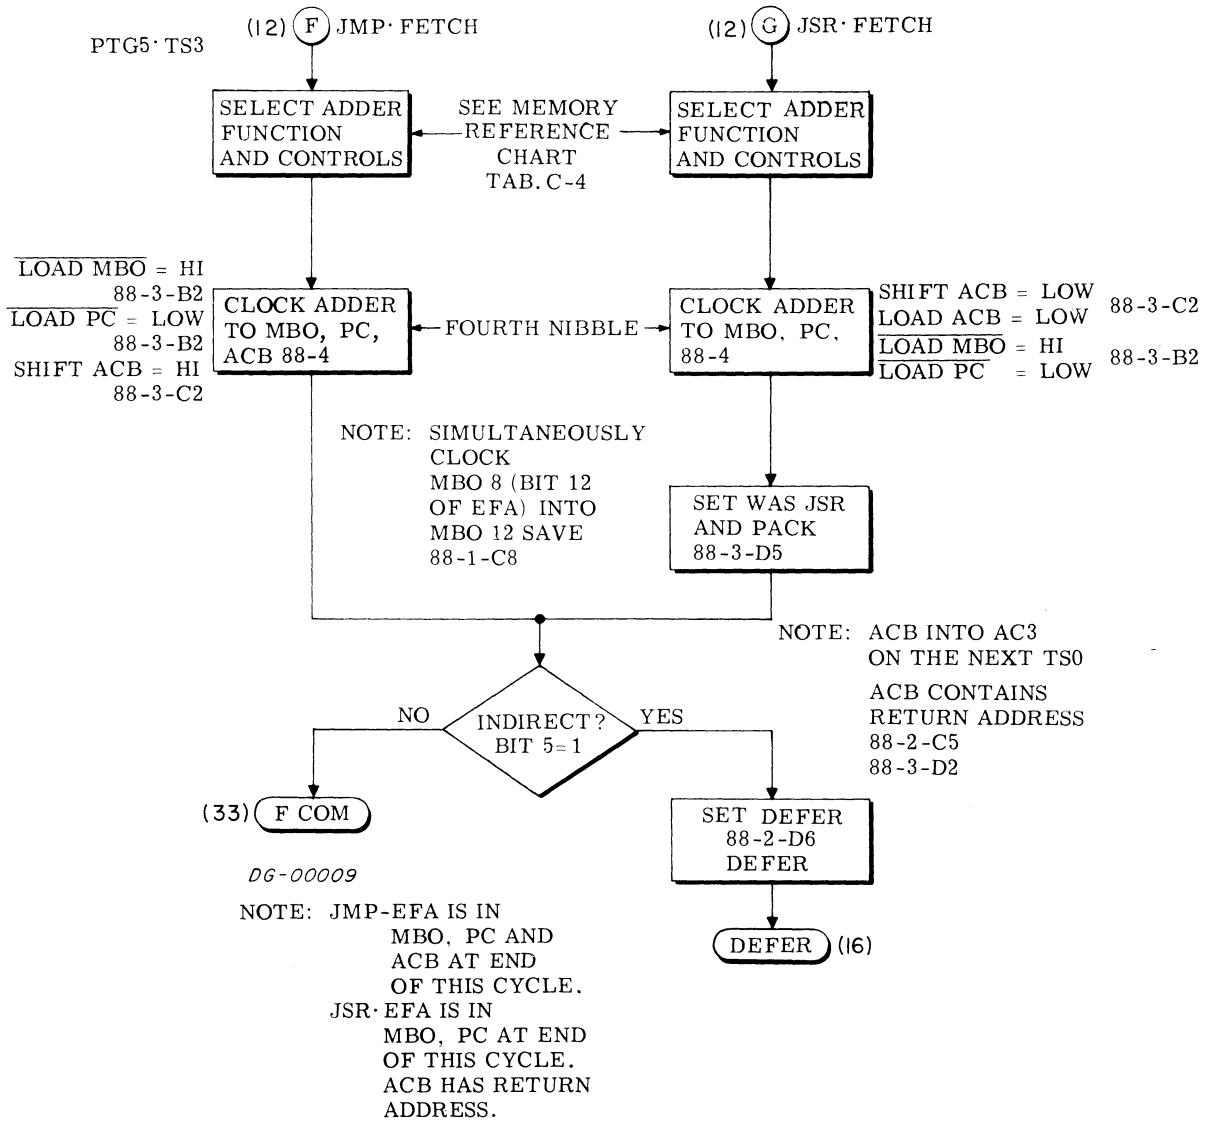 (12) F JMP· FETCH
(12) G JSR· FETCH
PTG5· TS3
SELECT ADDER
FUNCTION
AND CONTROLS
SEE MEMORY
REFERENCE
CHART
TAB. C-4
SELECT ADDER
FUNCTION
AND CONTROLS
LOAD MBO = HI
88-3-B2
LOAD PC = LOW
88-3-B2
SHIFT ACB = HI
88-3-C2
CLOCK ADDER
TO MBO, PC,
ACB 88-4
FOURTH NIBBLE
CLOCK ADDER
TO MBO, PC,
88-4
SHIFT ACB = LOW
LOAD ACB = LOW
88-3-C2
LOAD MBO = HI
LOAD PC = LOW
88-3-B2
NOTE: SIMULTANEOUSLY
CLOCK
MBO 8 (BIT 12
OF EFA) INTO
MBO 12 SAVE
88-1-C8
SET WAS JSR
AND PACK
88-3-D5
NOTE: ACB INTO AC3
ON THE NEXT TS0
ACB CONTAINS
RETURN ADDRESS
88-2-C5
88-3-D2
NO
INDIRECT?
BIT 5=1
YES
(33) F COM
SET DEFER
88-2-D6
DEFER
DEFER (16)
DG-00009
NOTE: JMP-EFA IS IN
MBO, PC AND
ACB AT END
OF THIS CYCLE.
JSR· EFA IS IN
MBO, PC AT END
OF THIS CYCLE.
ACB HAS RETURN
ADDRESS.